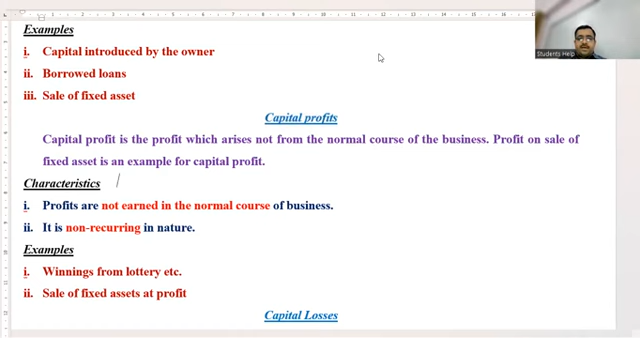 Examples
i. Capital introduced by the owner
ii. Borrowed loans
iii. Sale of fixed asset
Capital profits
Capital profit is the profit which arises not from the normal course of the business. Profit on sale of
fixed asset is an example for capital profit.
Characteristics
i. Profits are not earned in the normal course of business.
ii. It is non-recurring in nature.
Examples
i. Winnings from lottery etc.
ii. Sale of fixed assets at profit
Capital Losses
Students Help